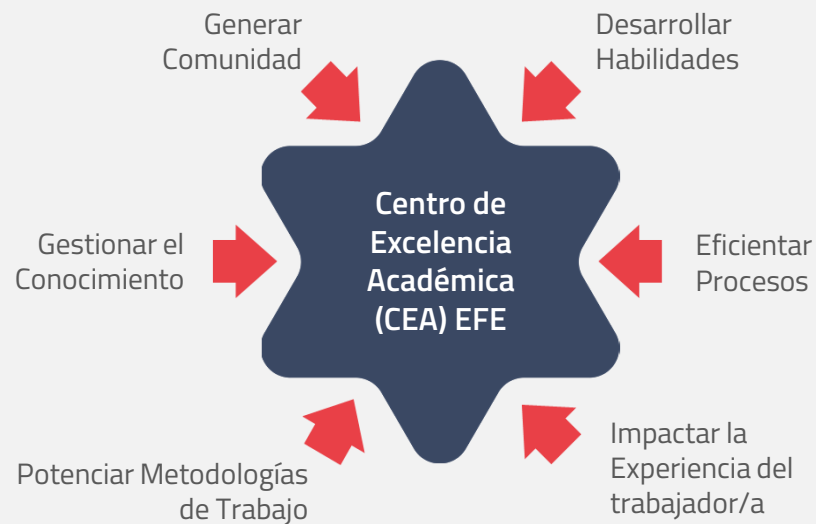 Generar
Comunidad
Desarrollar
Habilidades
Gestionar el
Conocimiento
Centro de
Excelencia
Académica
(CEA) EFE
Eficientar
Procesos
Potenciar Metodologías
de Trabajo
Impactar la
Experiencia del
trabajador/a